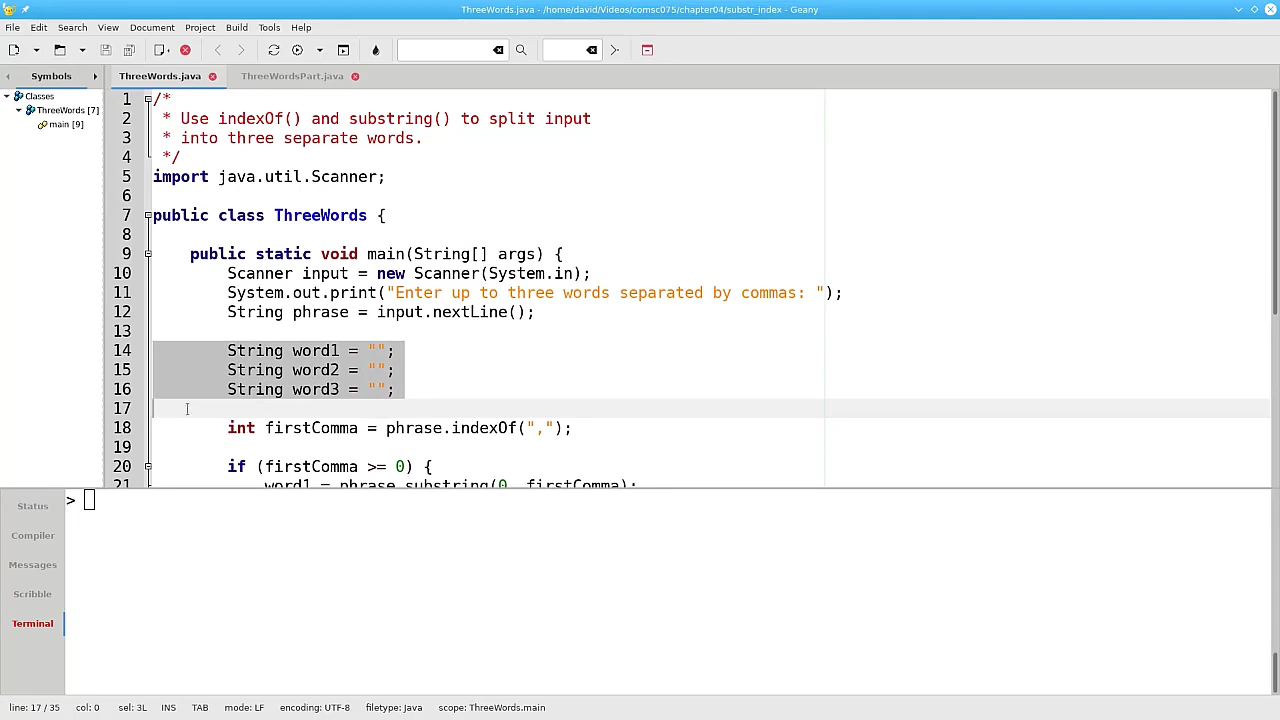 ThreeWords.java - /home/david/Videos/comsc075/chapter04/substr_index - Geany
File Edit Search View Document Project Build Tools Help
Symbols ThreeWords.java ThreeWordsPart.java
Classes
ThreeWords [7]
main [9]
1 /*
2  * Use indexOf() and substring() to split input
3  * into three separate words.
4  */
5 import java.util.Scanner;
6
7 public class ThreeWords {
8
9     public static void main(String[] args) {
10         Scanner input = new Scanner(System.in);
11         System.out.print("Enter up to three words separated by commas: ");
12         String phrase = input.nextLine();
13
14         String word1 = "";
15         String word2 = "";
16         String word3 = "";
17
18         int firstComma = phrase.indexOf(",");
19
20         if (firstComma >= 0) {
21             word1 = phrase.substring(0, firstComma);
>
Status
Compiler
Messages
Scribble
Terminal
line: 17 / 35 col: 0 sel: 3L INS TAB mode: LF encoding: UTF-8 filetype: Java scope: ThreeWords.main